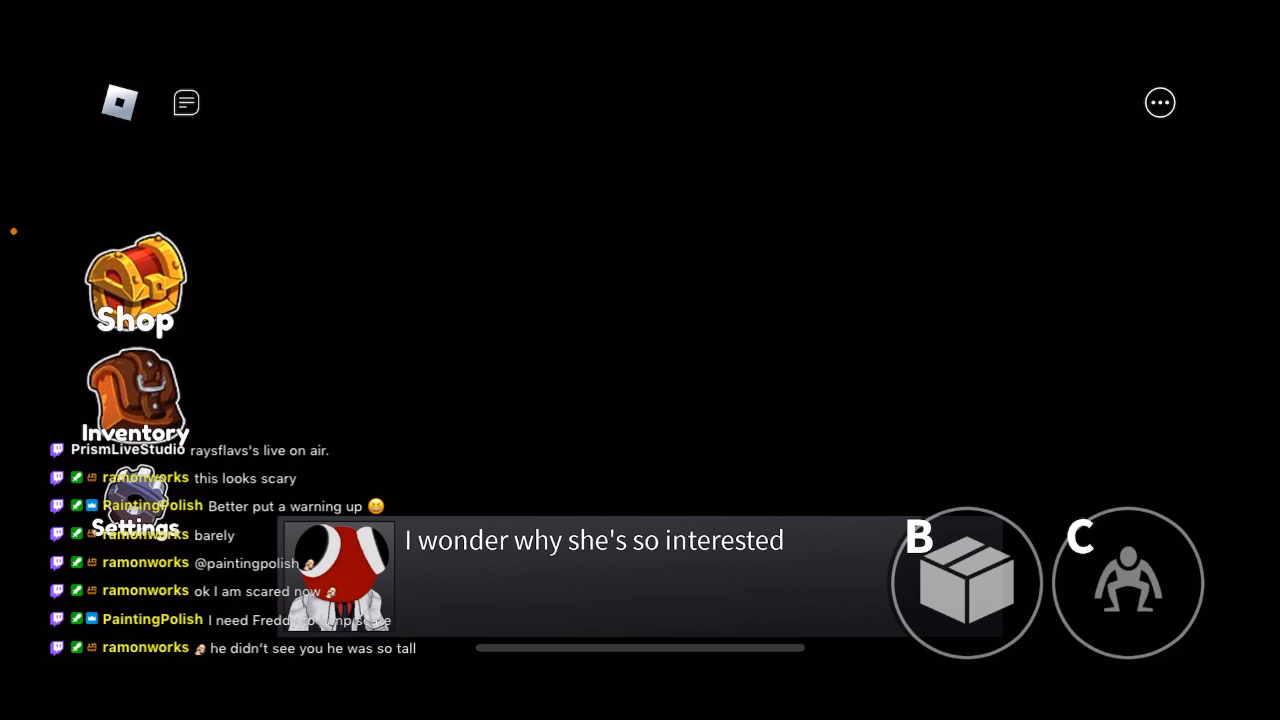 Shop
Inventory
PrismLiveStudio raysflavs's live on air.
ramonworks this looks scary
PaintingPolish Better put a warning up
Settings
ramonworks barely
ramonworks @paintingpolish
ramonworks ok I am scared now
PaintingPolish I need Freddy
ramonworks he didn’t see you he was so tall
I wonder why she's so interested
B
C